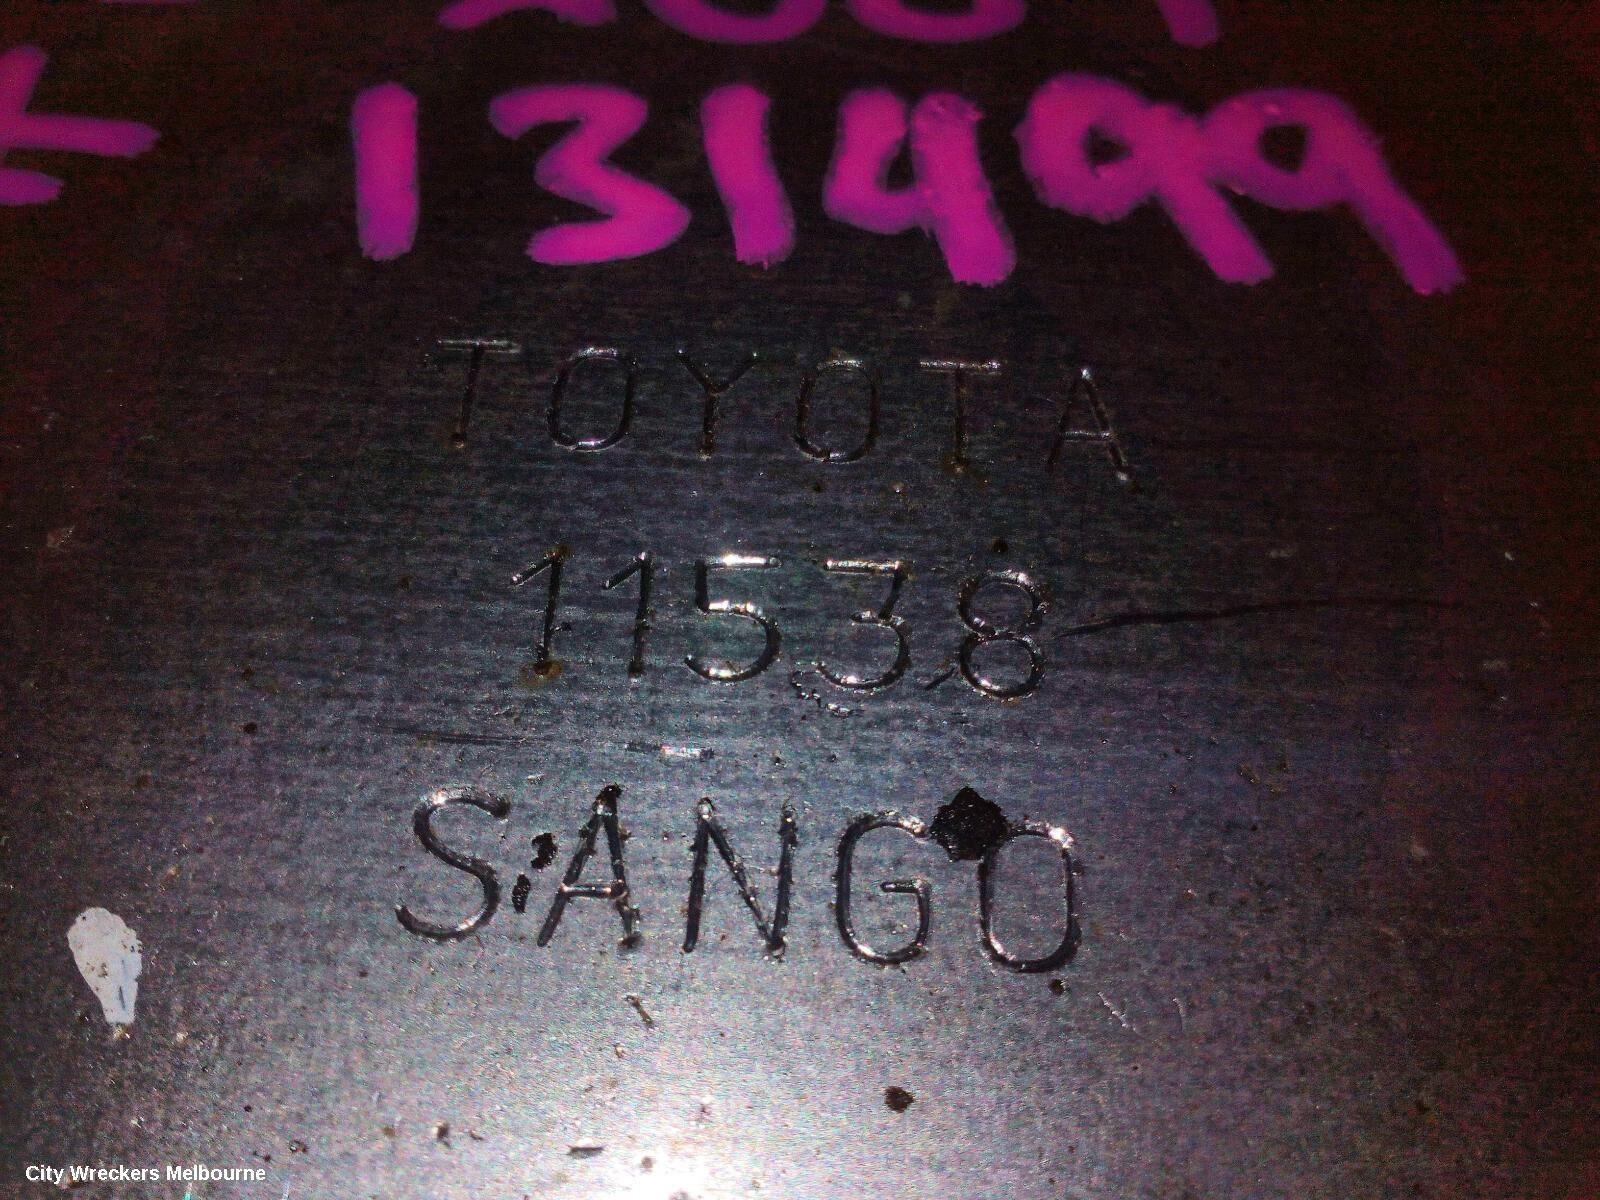 131499
TOYOTA
11538
SANGO
City Wreckers Melbourne